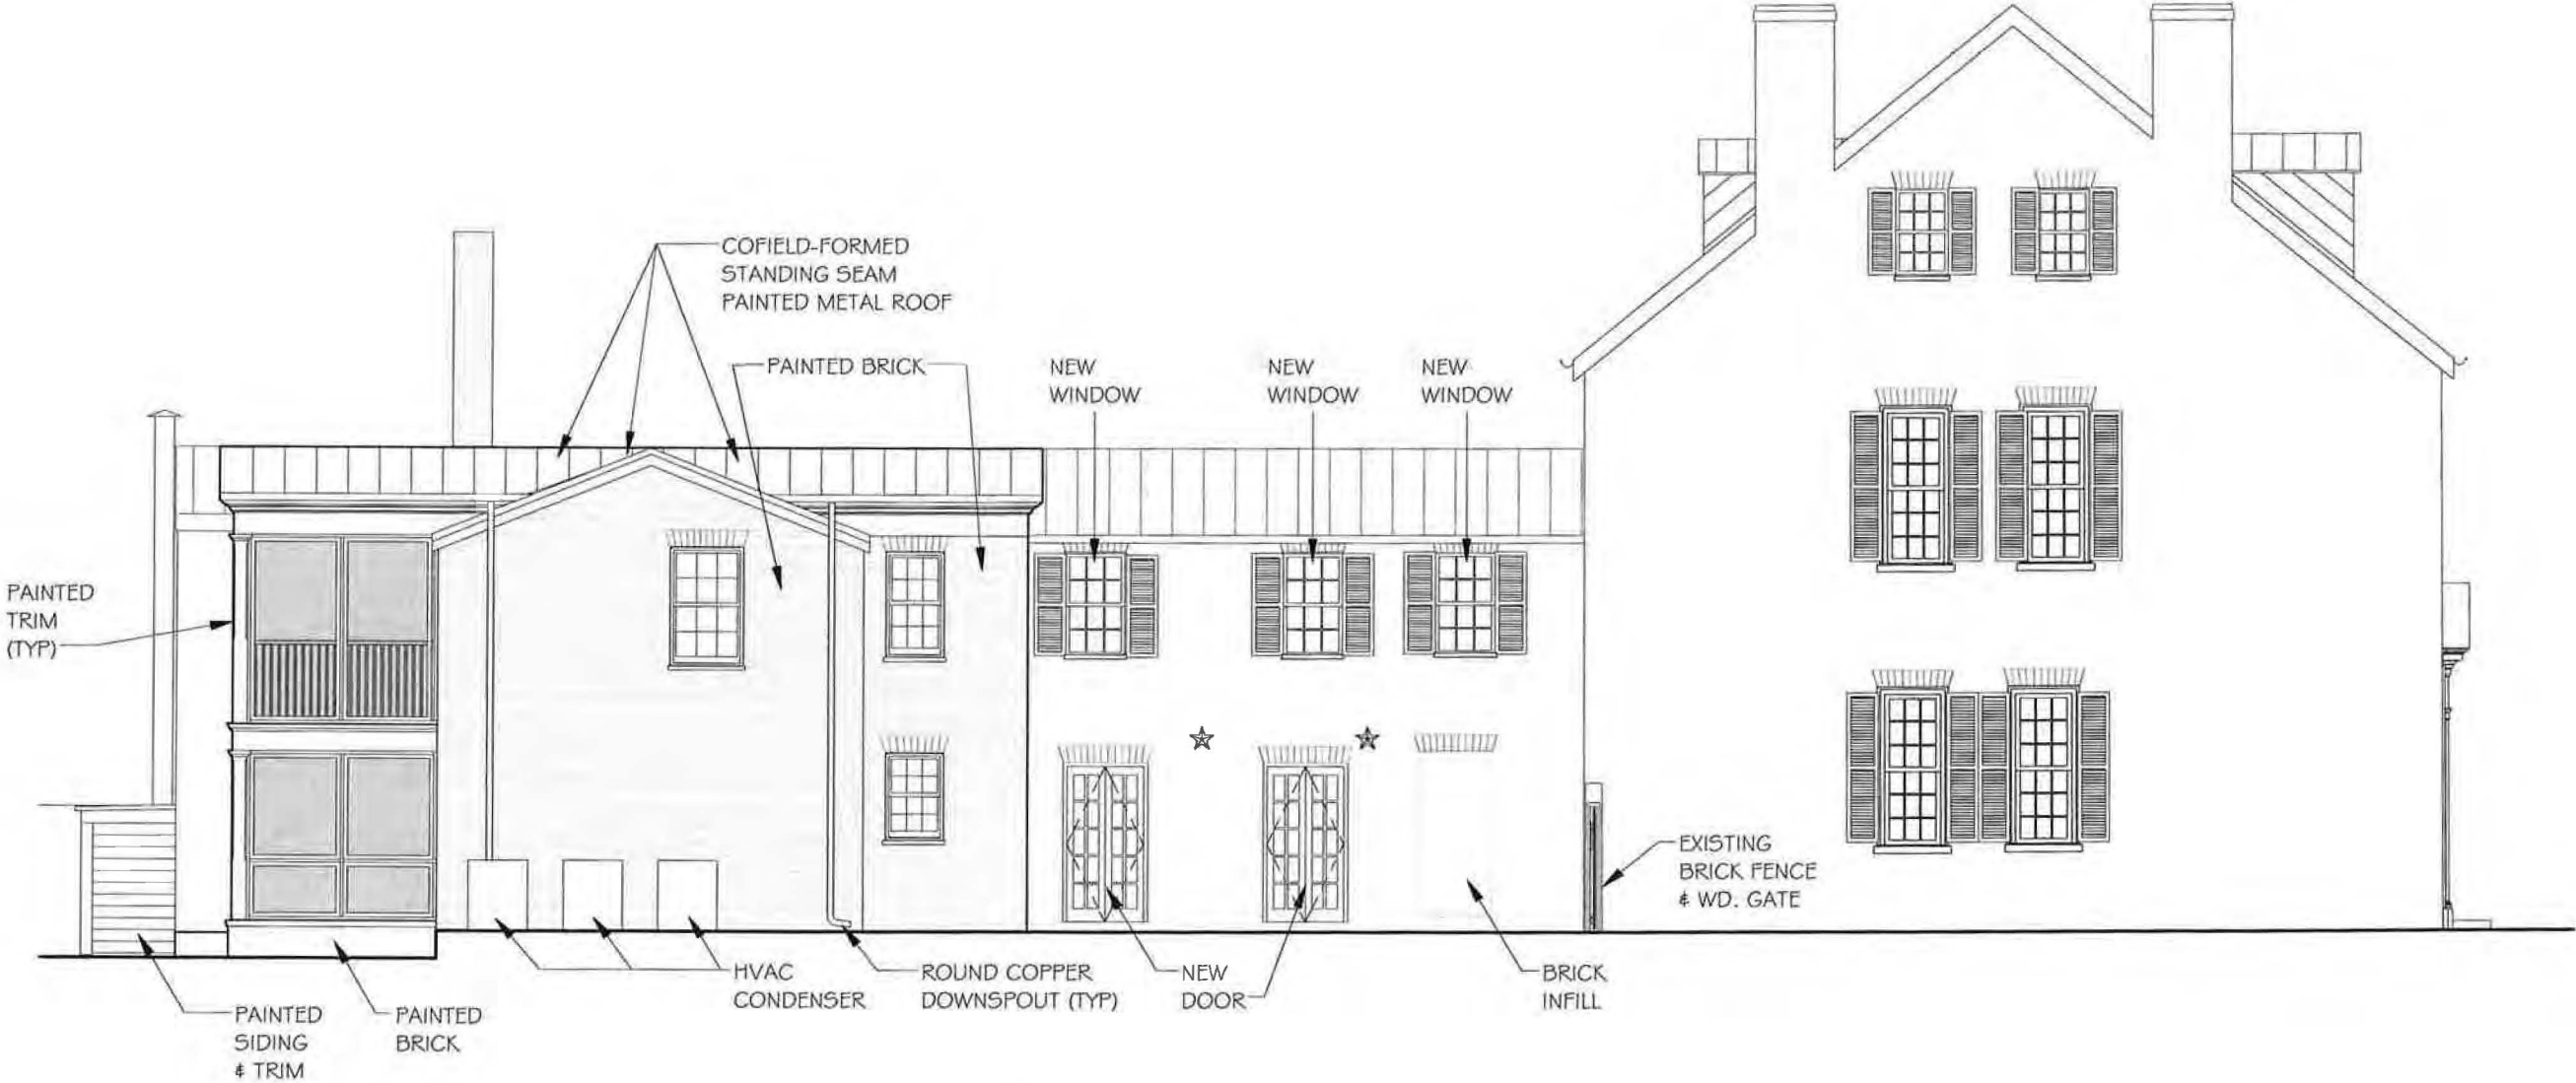 COFIELD-FORMED
STANDING SEAM
PAINTED METAL ROOF
PAINTED BRICK
NEW
WINDOW
NEW
WINDOW
NEW
WINDOW
PAINTED
TRIM
(TYP)
EXISTING
BRICK FENCE
& WD. GATE
HVAC
CONDENSER
ROUND COPPER
DOWNSPOUT (TYP)
NEW
DOOR
BRICK
INFILL
PAINTED
SIDING
& TRIM
PAINTED
BRICK